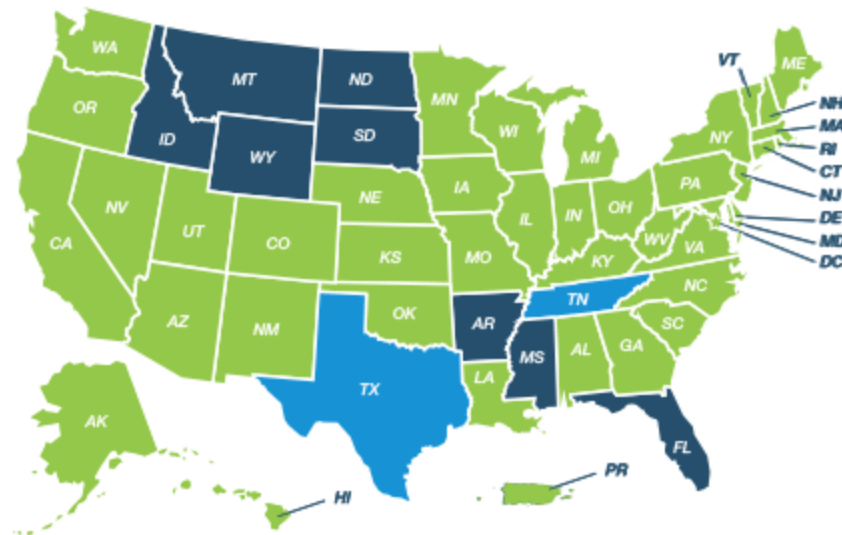 WA
MT
ND
MN
VT
ME
OR
ID
SD
WI
MI
NY
NH
MA
RI
CT
WY
NE
IA
PA
NJ
NV
UT
CO
IL
IN
OH
DE
CA
KS
MO
WV
VA
MD
KY
DC
AZ
NM
OK
AR
TN
NC
SC
TX
LA
MS
AL
GA
AK
FL
HI
PR